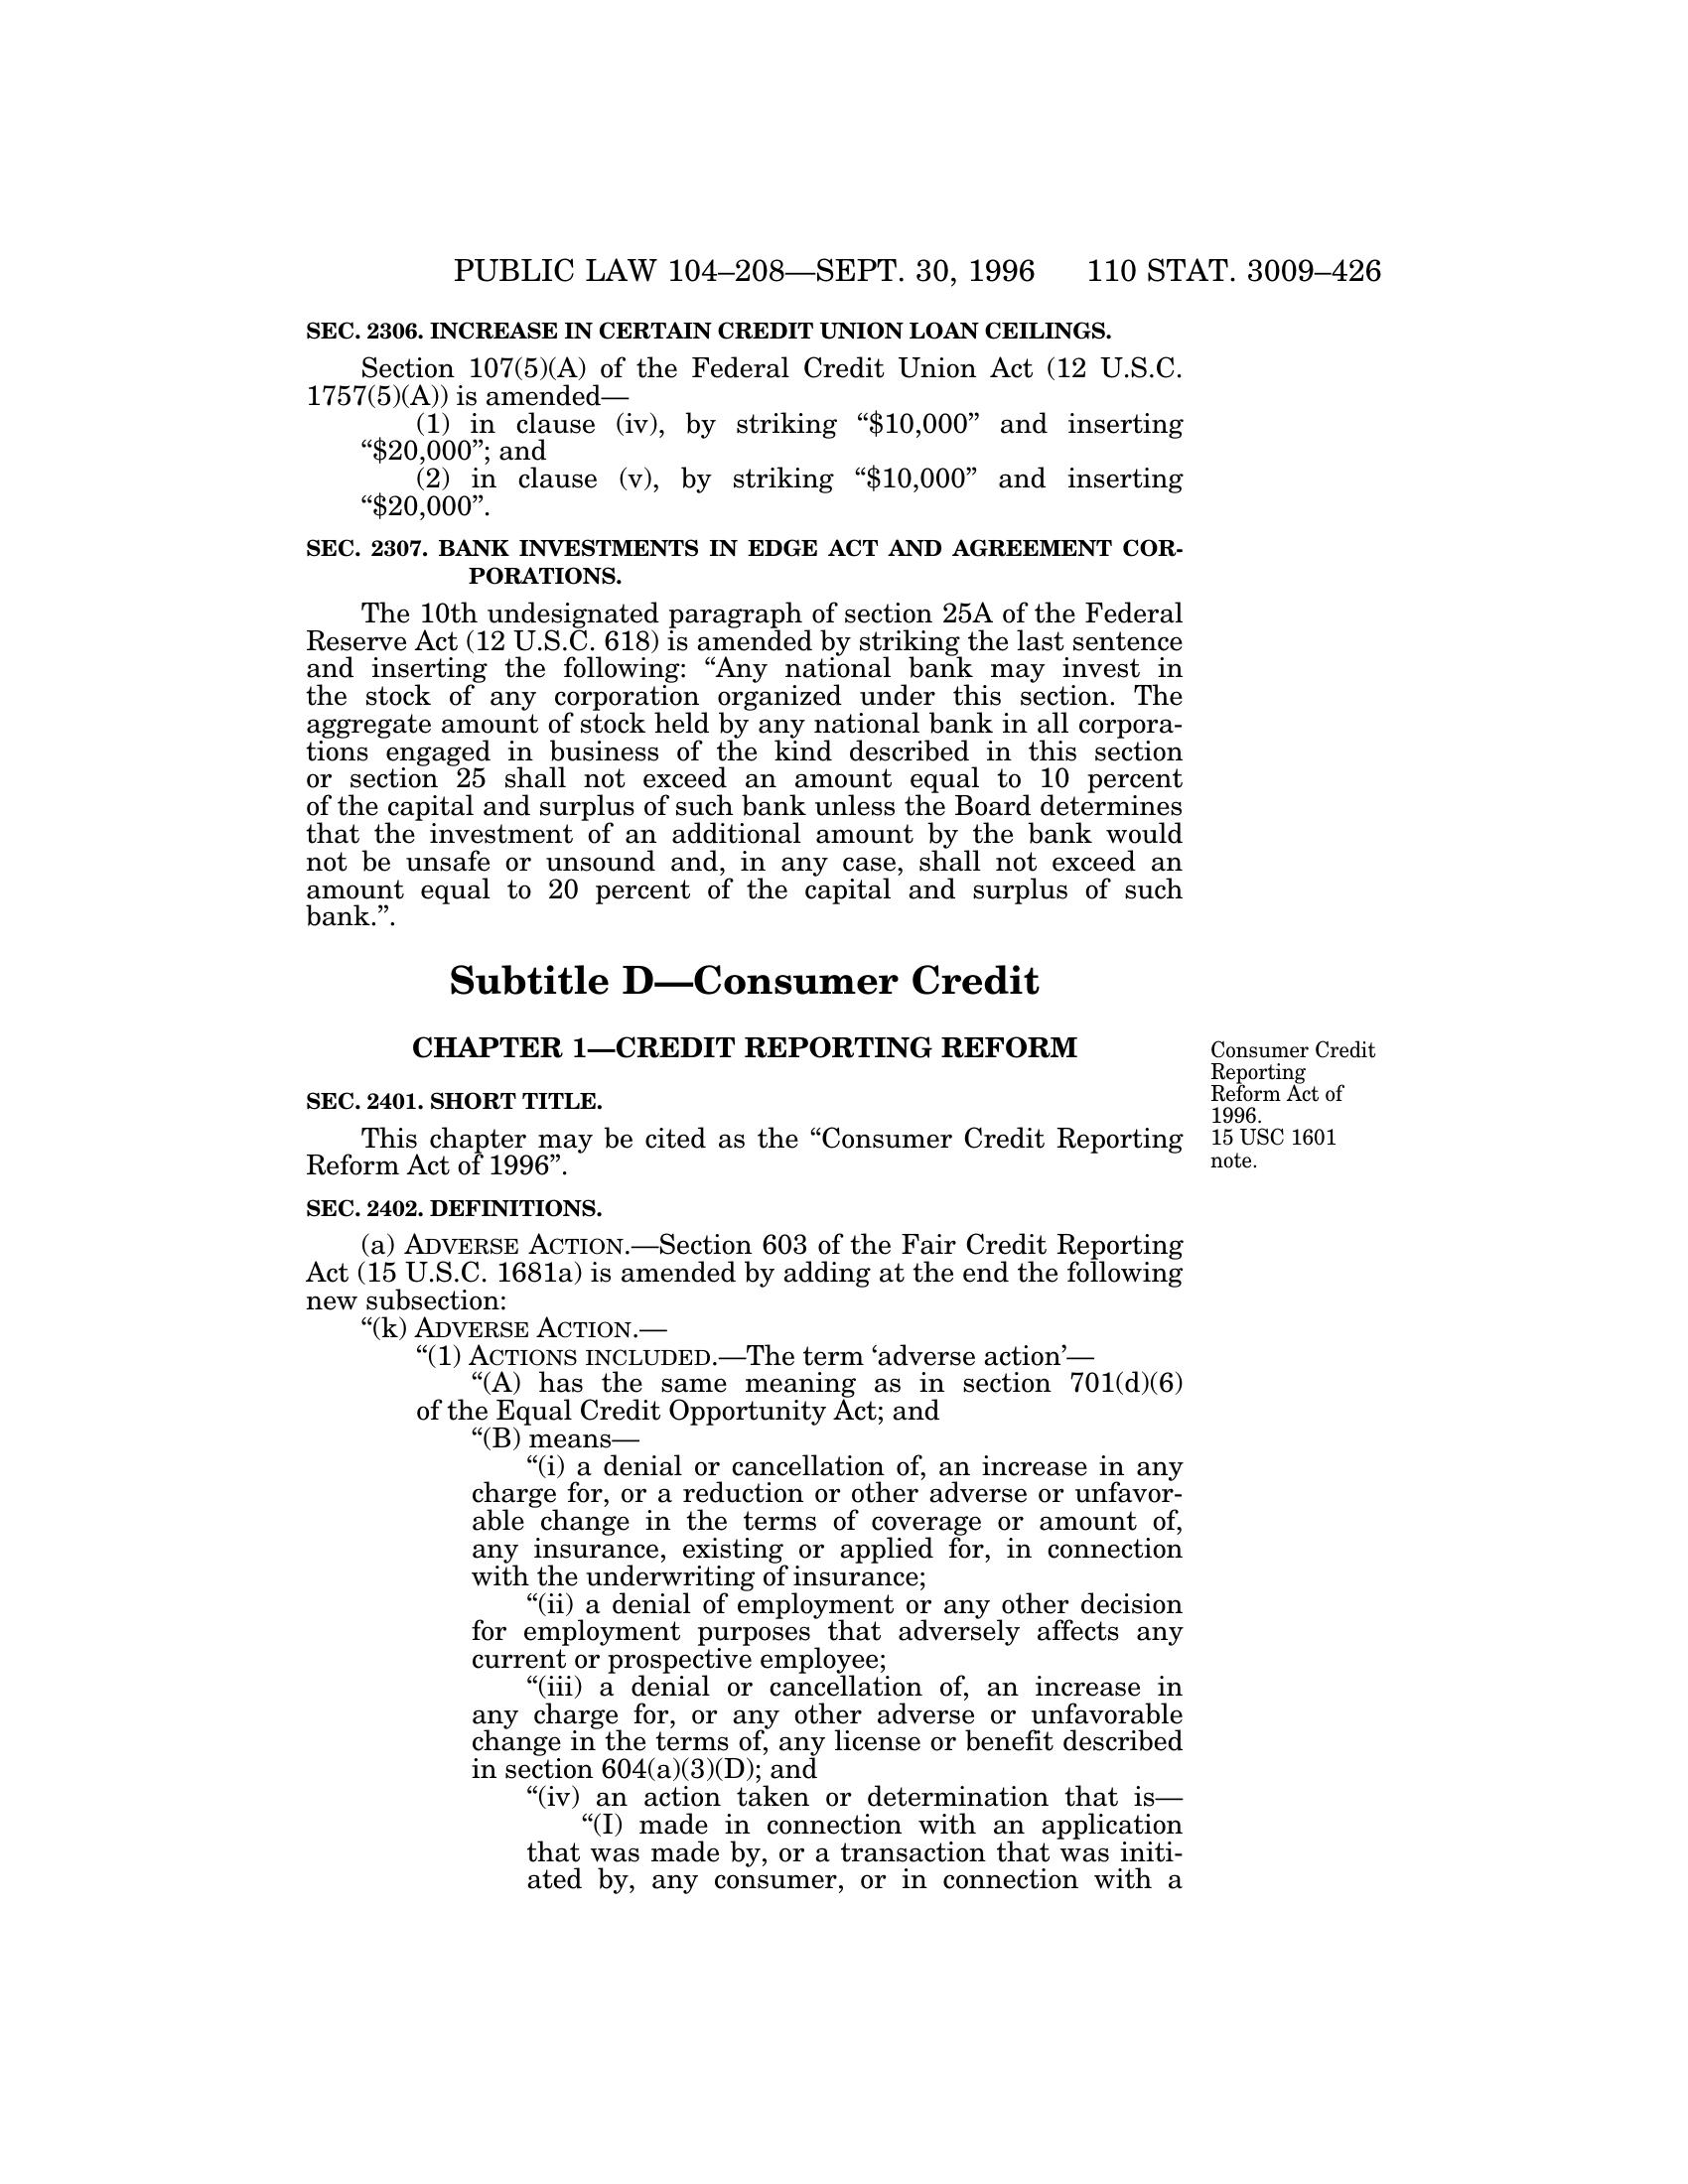 PUBLIC LAW 104–208—SEPT. 30, 1996 110 STAT. 3009–426
SEC. 2306. INCREASE IN CERTAIN CREDIT UNION LOAN CEILINGS.
Section 107(5)(A) of the Federal Credit Union Act (12 U.S.C.
1757(5)(A)) is amended—
(1) in clause (iv), by striking “$10,000” and inserting
“$20,000”; and
(2) in clause (v), by striking “$10,000” and inserting
“$20,000”.
SEC. 2307. BANK INVESTMENTS IN EDGE ACT AND AGREEMENT COR-
PORATIONS.
The 10th undesignated paragraph of section 25A of the Federal
Reserve Act (12 U.S.C. 618) is amended by striking the last sentence
and inserting the following: “Any national bank may invest in
the stock of any corporation organized under this section. The
aggregate amount of stock held by any national bank in all corpora-
tions engaged in business of the kind described in this section
or section 25 shall not exceed an amount equal to 10 percent
of the capital and surplus of such bank unless the Board determines
that the investment of an additional amount by the bank would
not be unsafe or unsound and, in any case, shall not exceed an
amount equal to 20 percent of the capital and surplus of such
bank.”.
Subtitle D—Consumer Credit
CHAPTER 1—CREDIT REPORTING REFORM
SEC. 2401. SHORT TITLE.
This chapter may be cited as the “Consumer Credit Reporting
Reform Act of 1996”.
Consumer Credit
Reporting
Reform Act of
1996.
15 USC 1601
note.
SEC. 2402. DEFINITIONS.
(a) ADVERSE ACTION.—Section 603 of the Fair Credit Reporting
Act (15 U.S.C. 1681a) is amended by adding at the end the following
new subsection:
“(k) ADVERSE ACTION.—
“(1) ACTIONS INCLUDED.—The term ‘adverse action’—
“(A) has the same meaning as in section 701(d)(6)
of the Equal Credit Opportunity Act; and
“(B) means—
“(i) a denial or cancellation of, an increase in any
charge for, or a reduction or other adverse or unfavor-
able change in the terms of coverage or amount of,
any insurance, existing or applied for, in connection
with the underwriting of insurance;
“(ii) a denial of employment or any other decision
for employment purposes that adversely affects any
current or prospective employee;
“(iii) a denial or cancellation of, an increase in
any charge for, or any other adverse or unfavorable
change in the terms of, any license or benefit described
in section 604(a)(3)(D); and
“(iv) an action taken or determination that is—
“(I) made in connection with an application
that was made by, or a transaction that was initi-
ated by, any consumer, or in connection with a